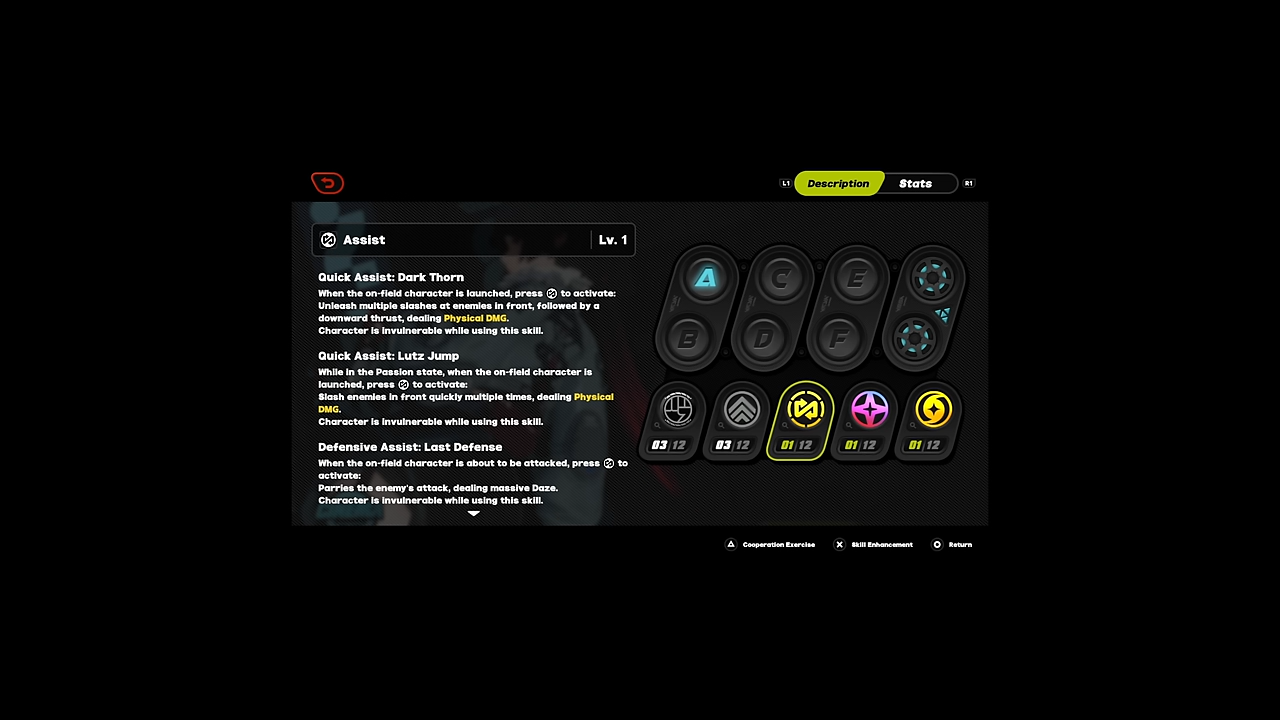 L1 Description Stats R1
Assist Lv. 1
Quick Assist: Dark Thorn
When the on-field character is launched, press to activate:
Unleash multiple slashes at enemies in front, followed by a
downward thrust, dealing Physical DMG.
Character is invulnerable while using this skill.
Quick Assist: Lutz Jump
While in the Passion state, when the on-field character is
launched, press to activate:
Slash enemies in front quickly multiple times, dealing Physical
DMG.
Character is invulnerable while using this skill.
Defensive Assist: Last Defense
When the on-field character is about to be attacked, press to
activate:
Parries the enemy's attack, dealing massive Daze.
Character is invulnerable while using this skill.
A C E
B D F
03/12 03/12 01/12 01/12 01/12
Cooperation Exercise Skill Enhancement Return